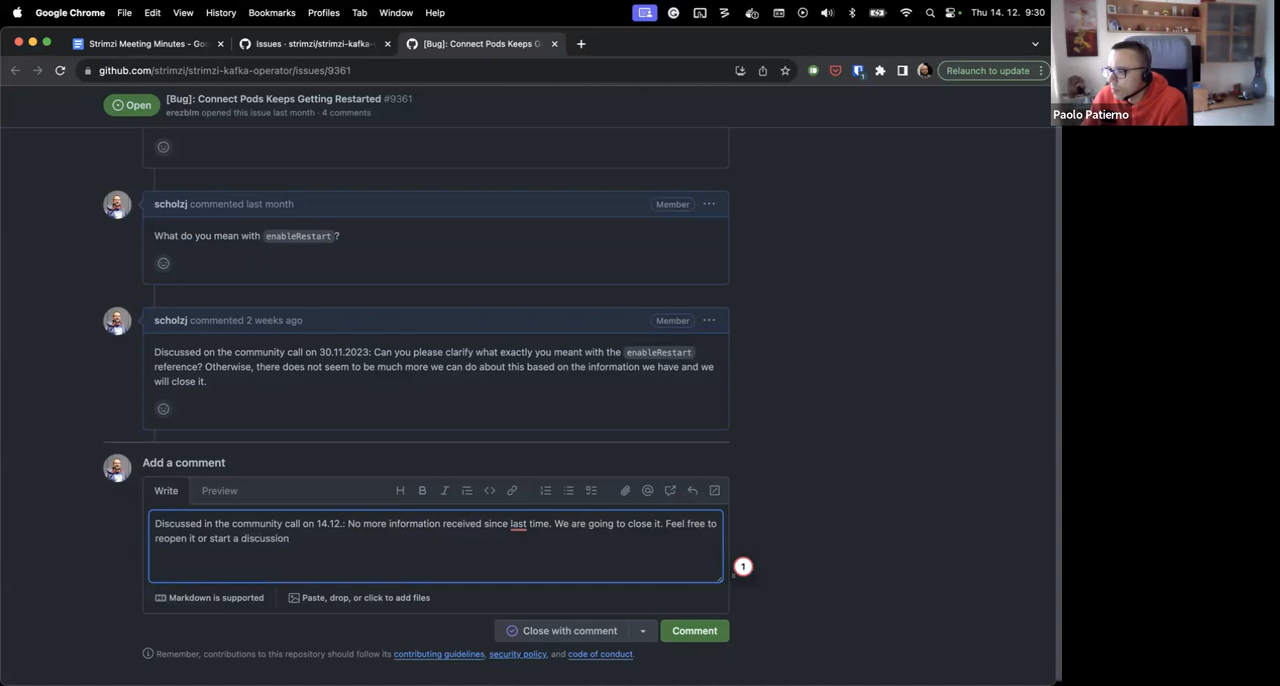 Google Chrome File Edit View History Bookmarks Profiles Tab Window Help Thu 14. 12. 9:30
Strimzi Meeting Minutes - Goo Issues · strimzi/strimzi-kafka- [Bug]: Connect Pods Keeps G
github.com/strimzi/strimzi-kafka-operator/issues/9361 Relaunch to update
Paolo Patierno
Open [Bug]: Connect Pods Keeps Getting Restarted #9361
erezblm opened this issue last month · 4 comments
scholzj commented last month Member
What do you mean with enableRestart?
scholzj commented 2 weeks ago Member
Discussed on the community call on 30.11.2023: Can you please clarify what exactly you meant with the enableRestart
reference? Otherwise, there does not seem to be much more we can do about this based on the information we have and we
will close it.
Add a comment
Write Preview
Discussed in the community call on 14.12.: No more information received since last time. We are going to close it. Feel free to
reopen it or start a discussion
1
Markdown is supported Paste, drop, or click to add files
Close with comment Comment
Remember, contributions to this repository should follow its contributing guidelines, security policy, and code of conduct.